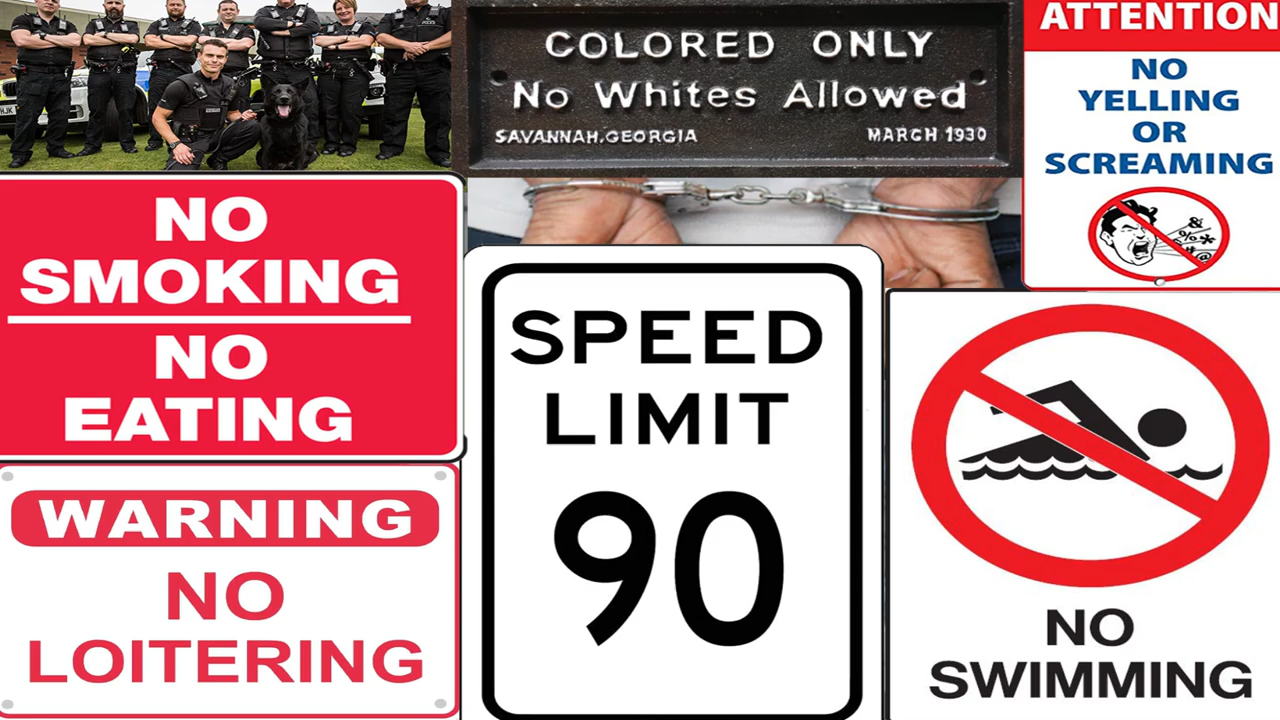 COLORED ONLY
No Whites Allowed
SAVANNAH, GEORGIA MARCH 1930
ATTENTION
NO
YELLING
OR
SCREAMING
&
%#*
NO
SMOKING
NO
EATING
WARNING
NO
LOITERING
SPEED
LIMIT
90
NO
SWIMMING